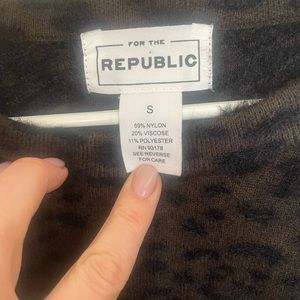 FOR THE
REPUBLIC
S
69% NYLON
20% VISCOSE
11% POLYESTER
RN 93178
SEE REVERSE
FOR CARE